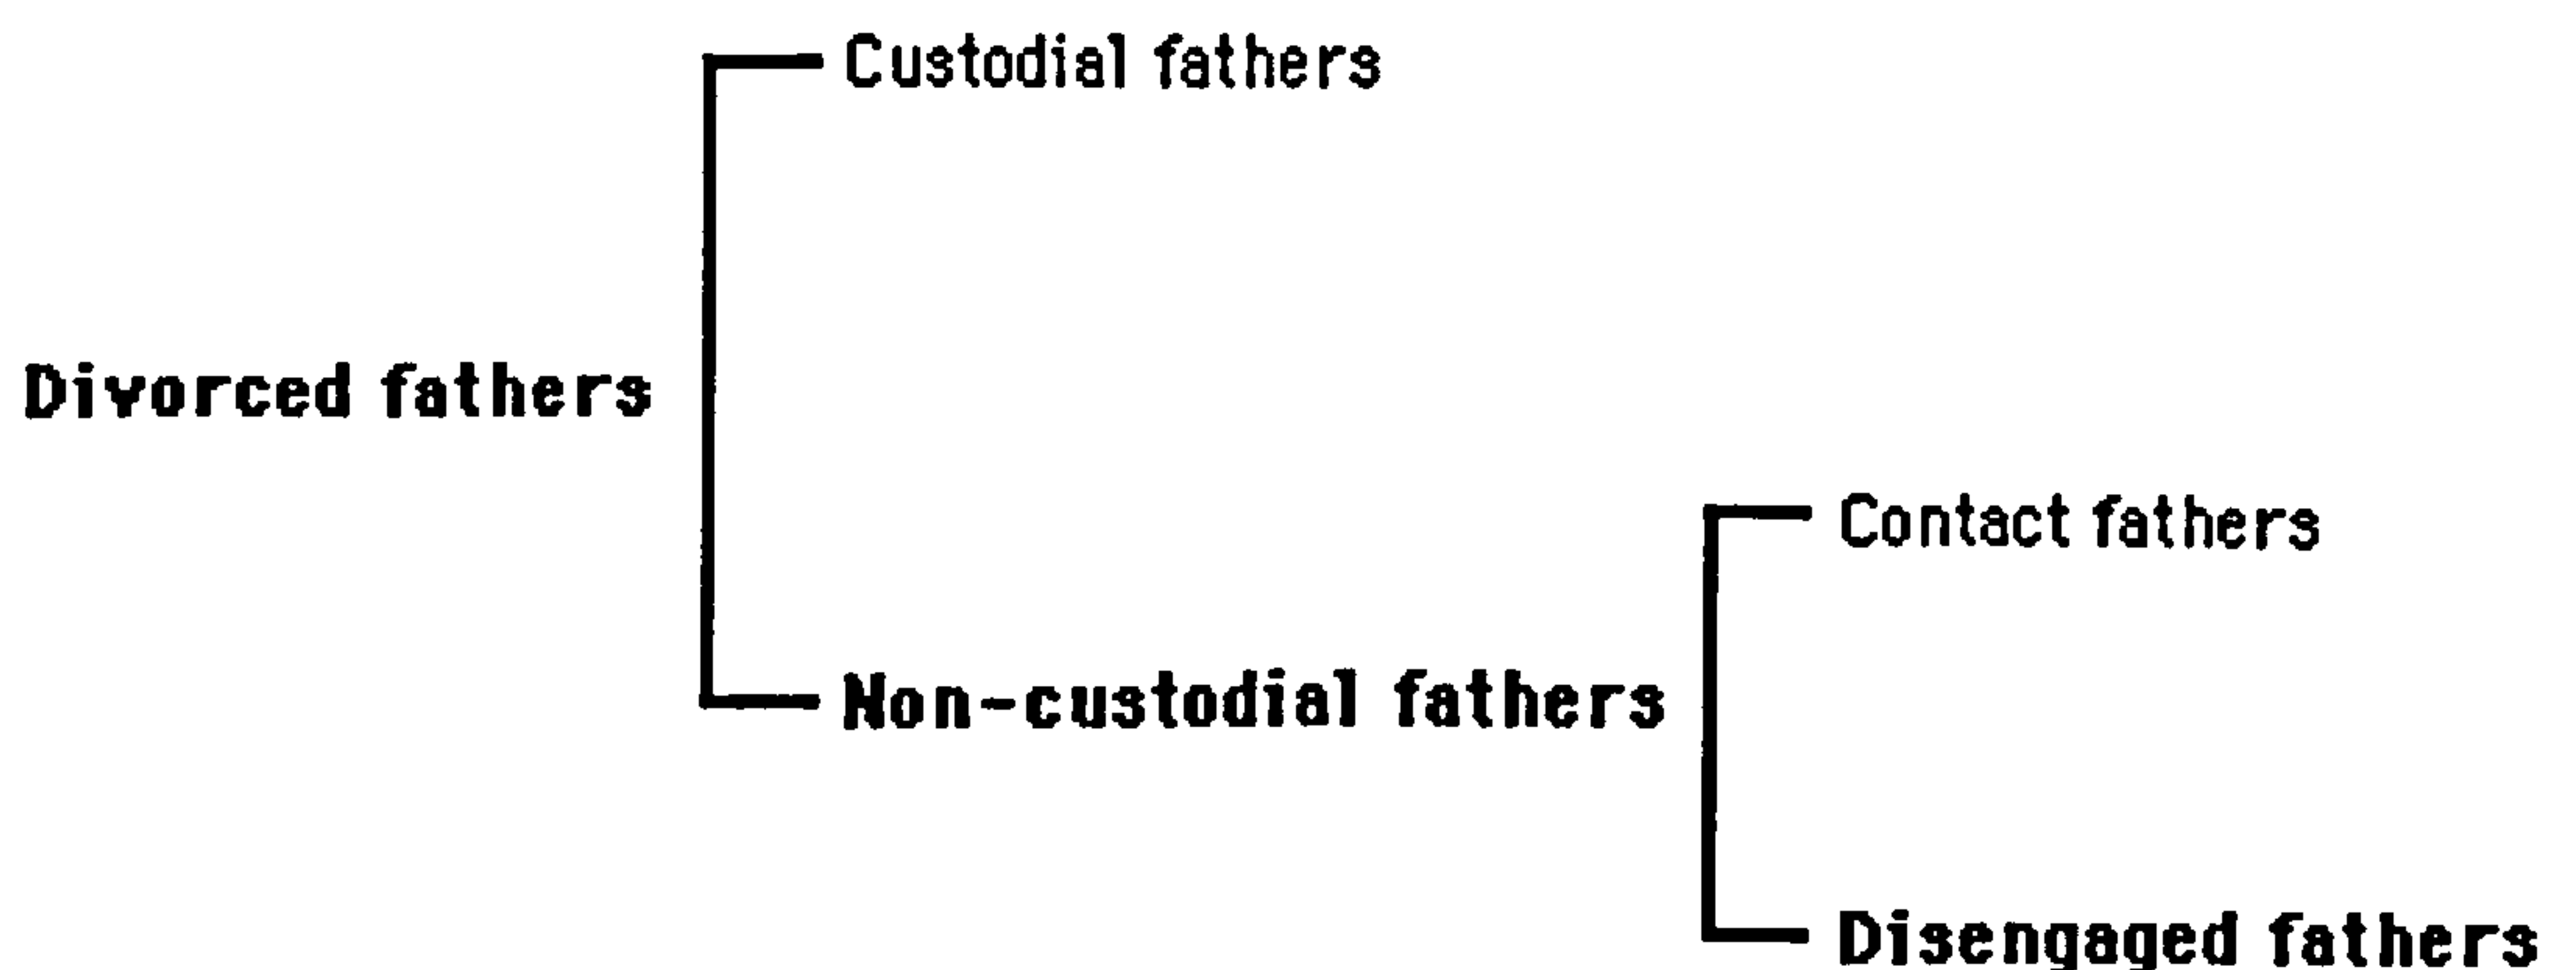 Custodial fathers
Divorced fathers
Contact fathers
Non-custodial fathers
Disengaged fathers